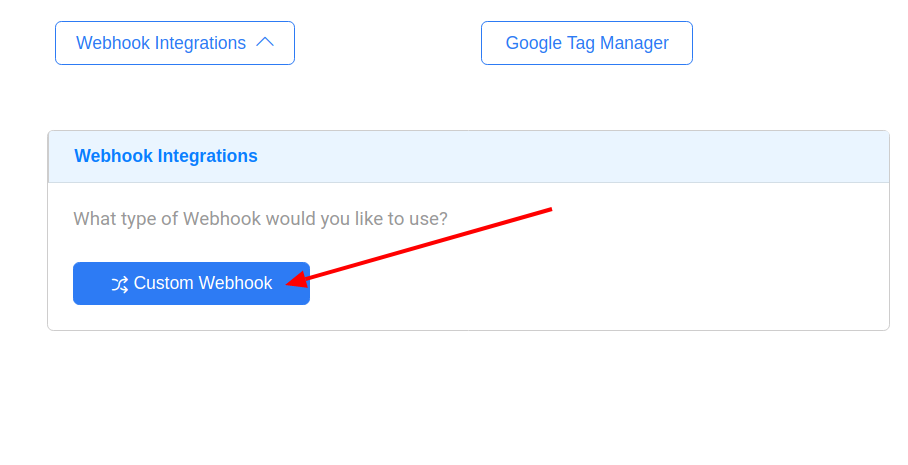 Webhook Integrations
Google Tag Manager
Webhook Integrations
What type of Webhook would you like to use?
Custom Webhook